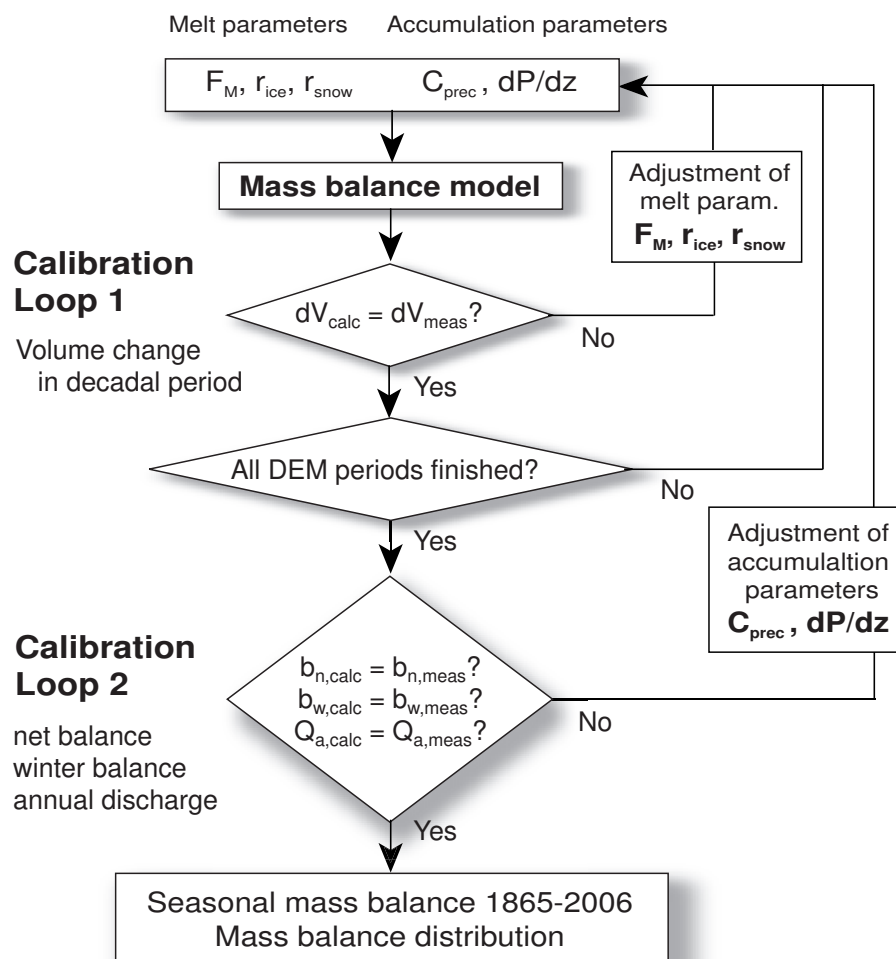 Melt parameters    Accumulation parameters
F_M, r_ice, r_snow    C_prec , dP/dz
Mass balance model
Adjustment of
melt param.
F_M, r_ice, r_snow
Calibration
Loop 1
dV_calc = dV_meas?
No
Volume change
in decadal period
Yes
All DEM periods finished?
No
Yes
Adjustment of
accumulaltion
parameters
C_prec , dP/dz
Calibration
Loop 2
b_n,calc = b_n,meas?
b_w,calc = b_w,meas?
Q_a,calc = Q_a,meas?
No
net balance
winter balance
annual discharge
Yes
Seasonal mass balance 1865-2006
Mass balance distribution